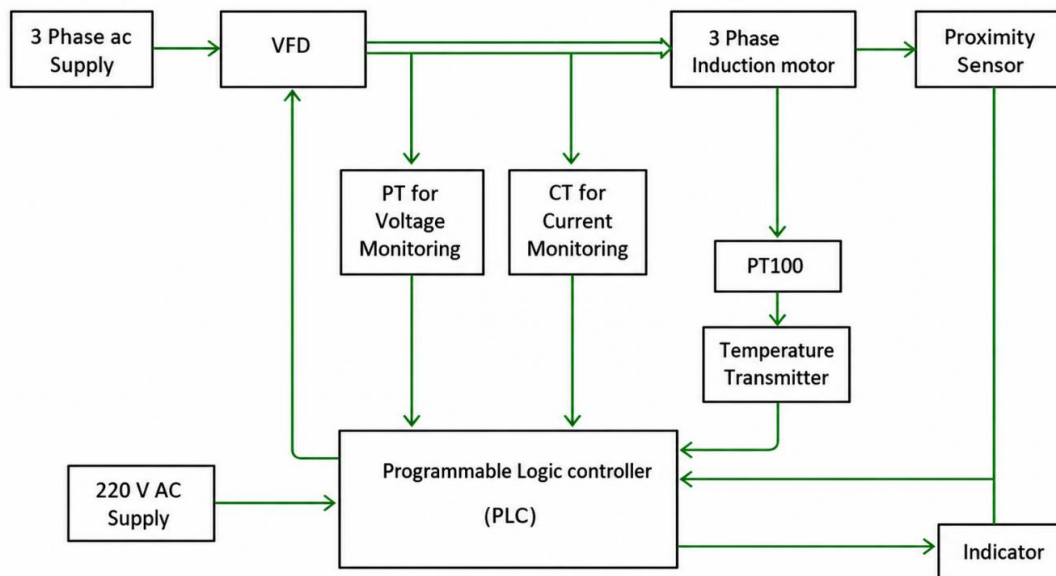 3 Phase ac
Supply
VFD
3 Phase
Induction motor
Proximity
Sensor
PT for
Voltage
Monitoring
CT for
Current
Monitoring
PT100
Temperature
Transmitter
Programmable Logic controller
(PLC)
220 V AC
Supply
Indicator